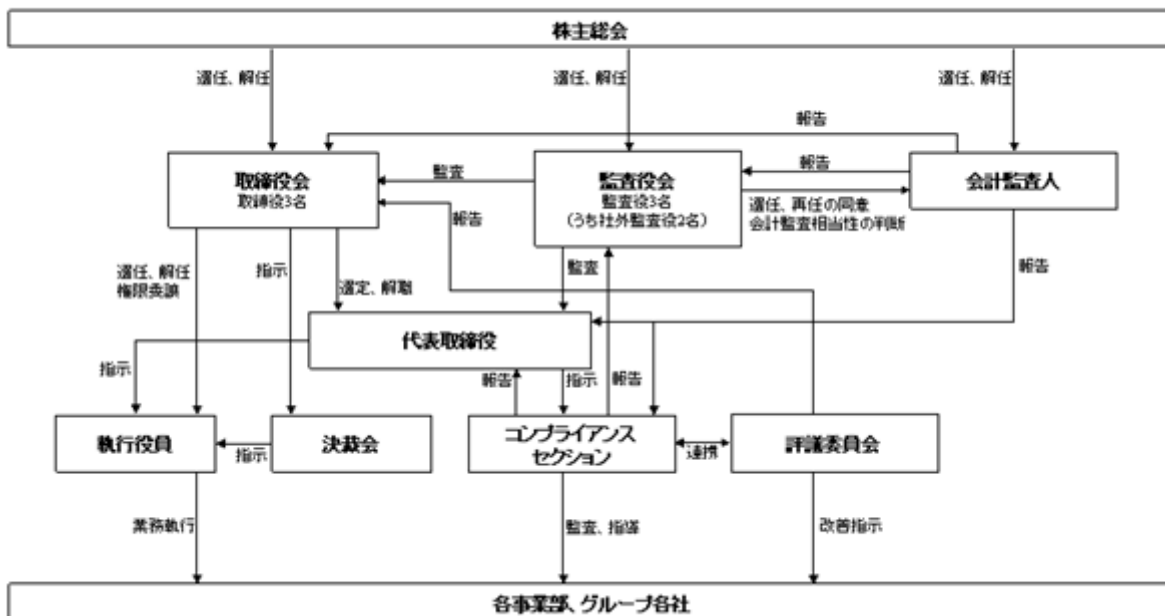 株主総会
選任、解任
選任、解任
選任、解任
報告
取締役会
取締役3名
監査
監査役会
監査役3名
(うち社外監査役2名)
報告
会計監査人
選任、再任の同意
会計監査相当性の判断
報告
選任、解任
権限委譲
指示
選定、解職
監査
報告
代表取締役
指示
報告
指示
報告
執行役員
指示
決裁会
コンプライアンス
セクション
連携
評議委員会
業務執行
監査、指導
改善指示
各事業部、グループ各社